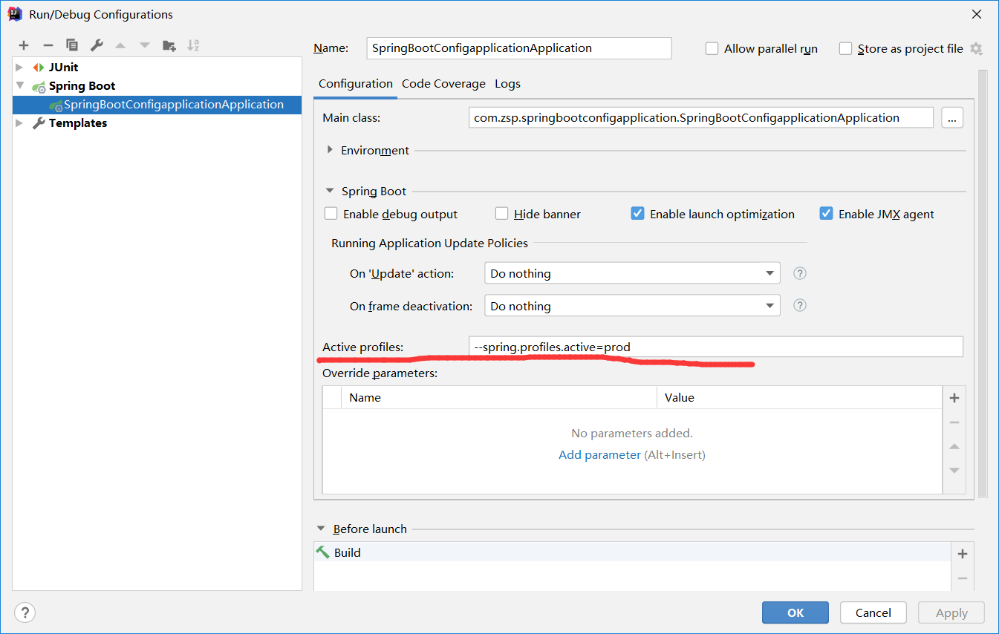 Run/Debug Configurations
Name: SpringBootConfigapplicationApplication
Allow parallel run
Store as project file
JUnit
Spring Boot
SpringBootConfigapplicationApplication
Templates
Configuration Code Coverage Logs
Main class: com.zsp.springbootconfigapplication.SpringBootConfigapplicationApplication ...
Environment
Spring Boot
Enable debug output Hide banner Enable launch optimization Enable JMX agent
Running Application Update Policies
On 'Update' action: Do nothing ?
On frame deactivation: Do nothing ?
Active profiles: --spring.profiles.active=prod
Override parameters:
Name Value
No parameters added.
Add parameter (Alt+Insert)
Before launch
Build
? OK Cancel Apply